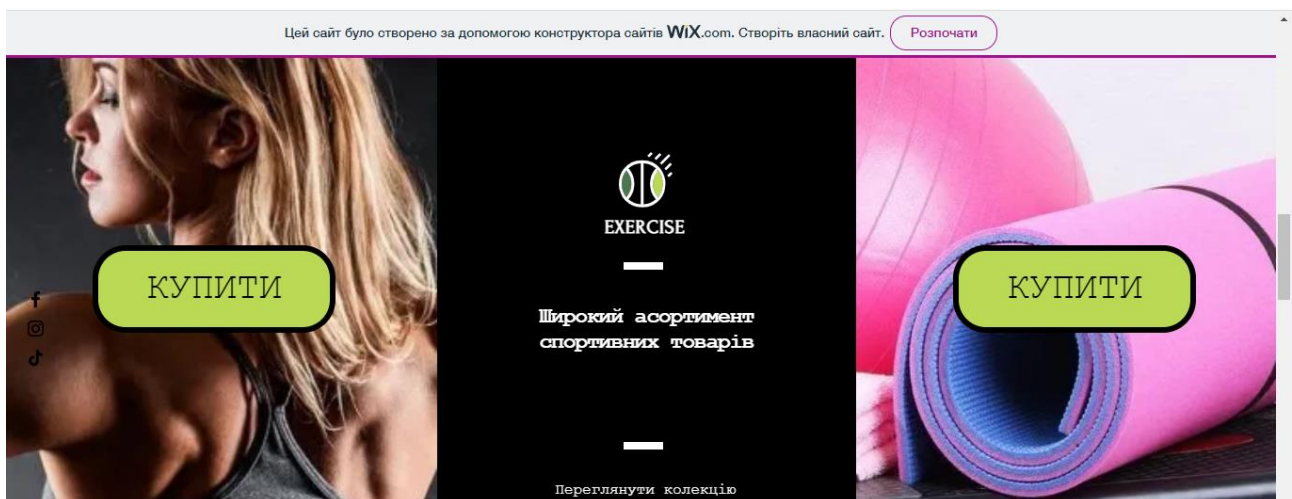 Цей сайт було створено за допомогою конструктора сайтів WiX.com. Створіть власний сайт. Розпочати
EXERCISE
КУПИТИ
КУПИТИ
Широкий асортимент
спортивних товарів
Переглянути колекцію